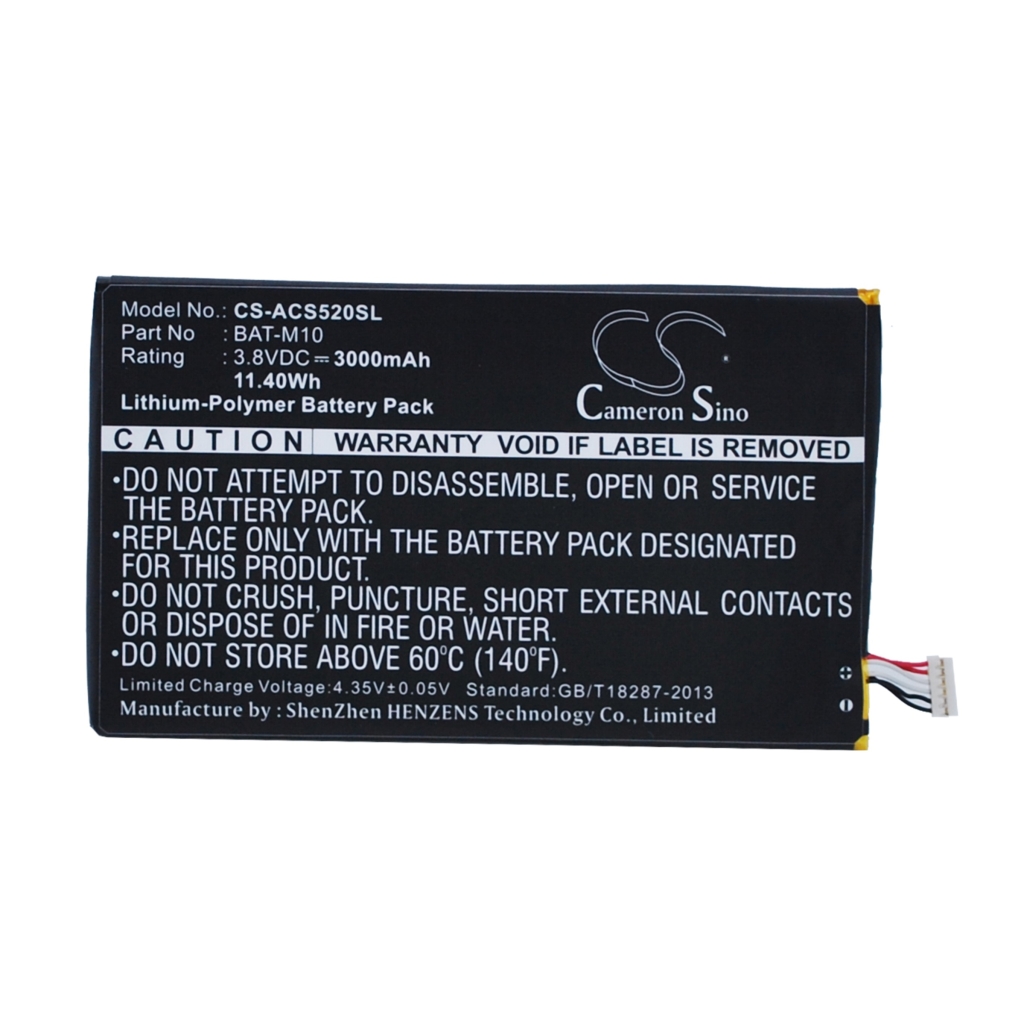 Model No.: CS-ACS520SL
Part No : BAT-M10
Rating : 3.8VDC⎓3000mAh
11.40Wh
Lithium-Polymer Battery Pack
CS
Cameron Sino
CAUTION WARRANTY VOID IF LABEL IS REMOVED
•DO NOT ATTEMPT TO DISASSEMBLE, OPEN OR SERVICE
THE BATTERY PACK.
•REPLACE ONLY WITH THE BATTERY PACK DESIGNATED
FOR THIS PRODUCT.
•DO NOT CRUSH, PUNCTURE, SHORT EXTERNAL CONTACTS
OR DISPOSE OF IN FIRE OR WATER.
•DO NOT STORE ABOVE 60°C (140°F).
Limited Charge Voltage:4.35V±0.05V Standard:GB/T18287-2013
Manufacture by : ShenZhen HENZENS Technology Co., Limited
+
-